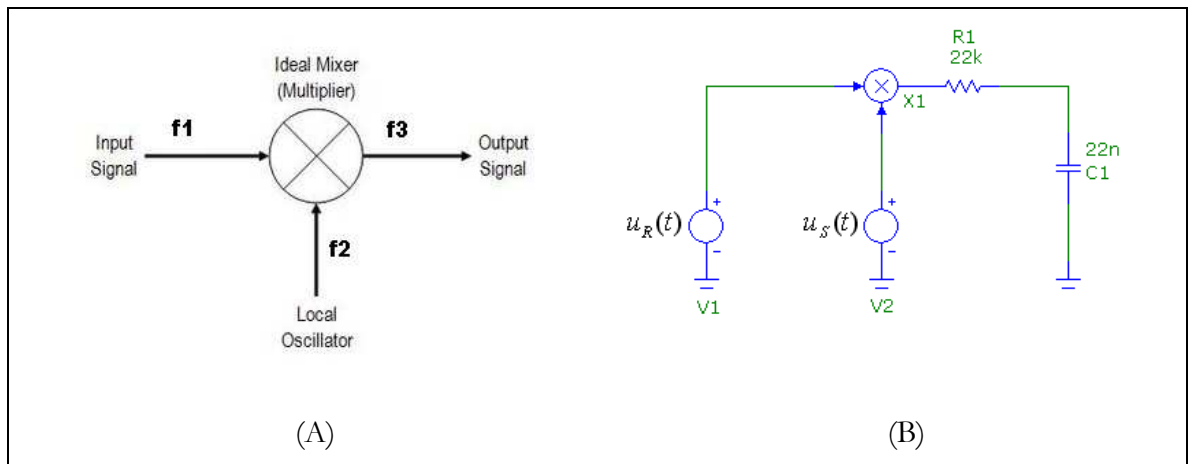 Ideal Mixer
(Multiplier)
f1
f3
Input
Signal
Output
Signal
f2
Local
Oscillator
(A)
R1
22k
X1
22n
C1
u_R(t)
u_S(t)
+
-
+
-
V1
V2
(B)